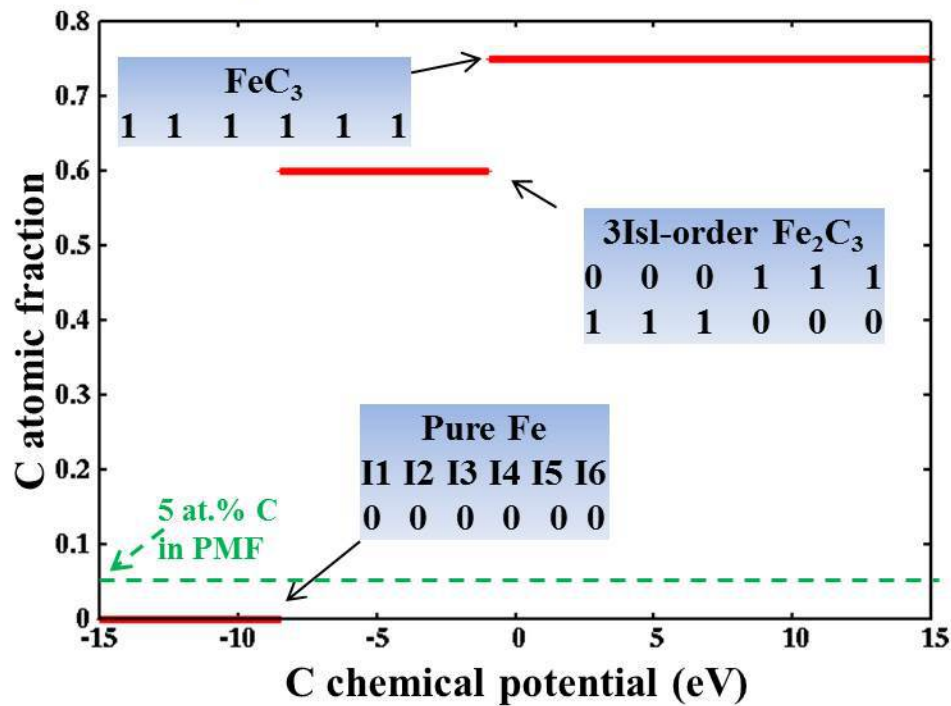 0.8
0.7
0.6
0.5
0.4
0.3
0.2
0.1
0
C atomic fraction
FeC₃
1 1 1 1 1 1
3Isl-order Fe₂C₃
0 0 0 1 1 1
1 1 1 0 0 0
Pure Fe
I1 I2 I3 I4 I5 I6
0 0 0 0 0 0
5 at.% C
in PMF
-15 -10 -5 0 5 10 15
C chemical potential (eV)